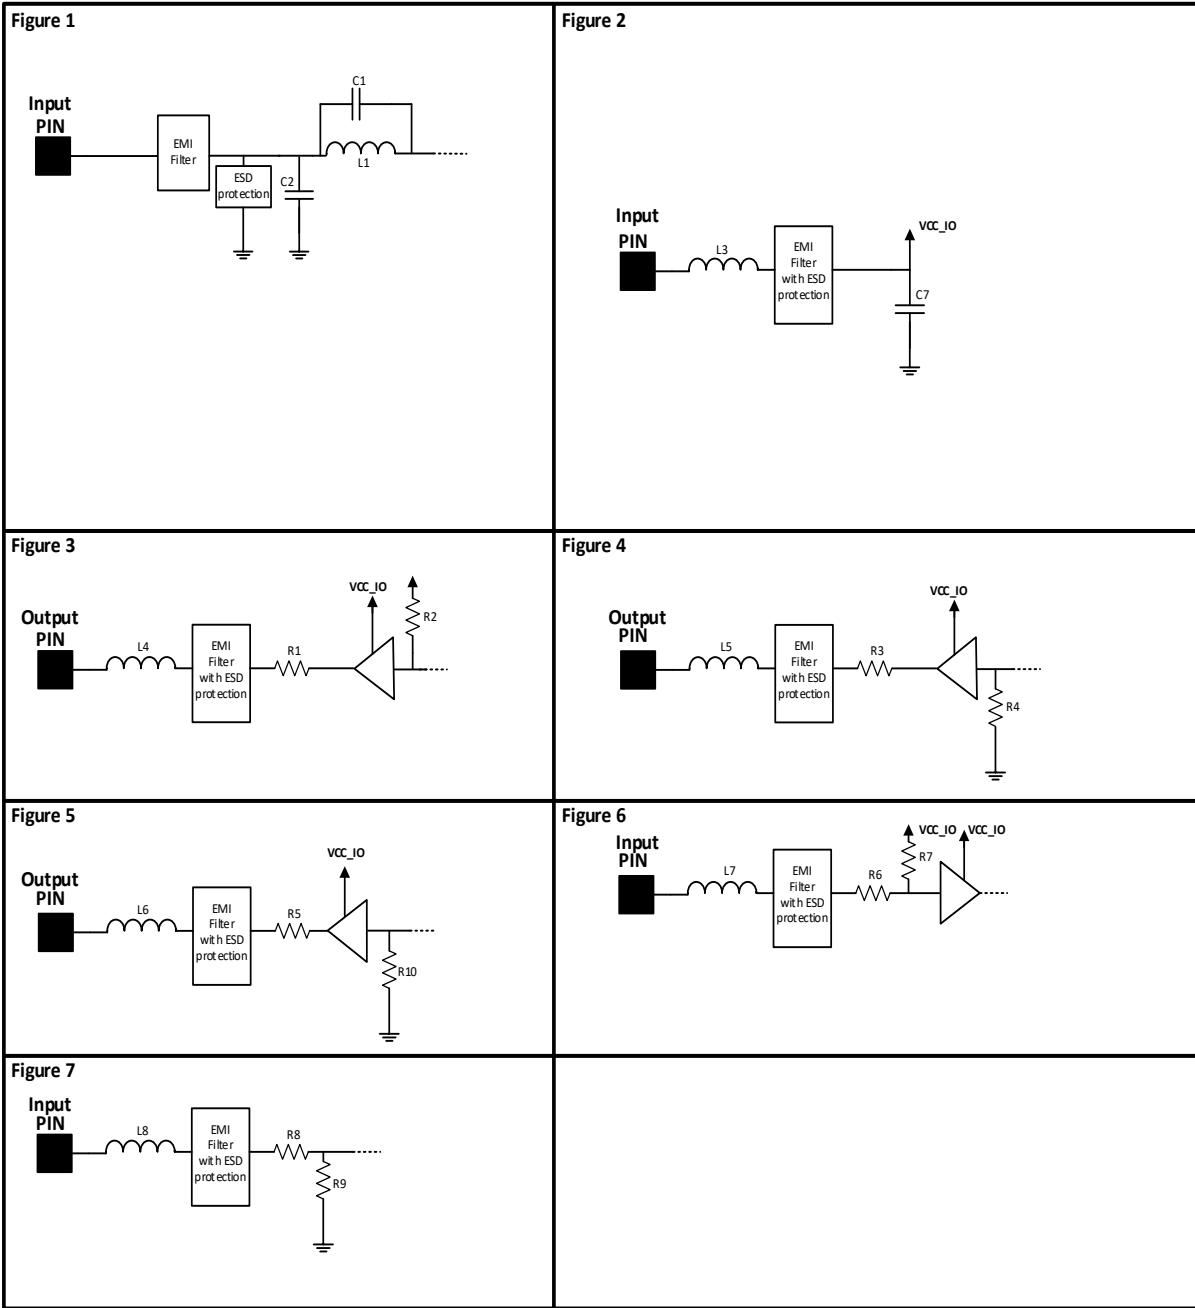 Figure 1
C1
Input
PIN
EMI
Filter
L1
ESD
protection
C2
Figure 2
Input
PIN
L3
EMI
Filter
with ESD
protection
VCC_IO
C7
Figure 3
Output
PIN
L4
EMI
Filter
with ESD
protection
R1
VCC_IO
R2
Figure 4
Output
PIN
L5
EMI
Filter
with ESD
protection
R3
VCC_IO
R4
Figure 5
Output
PIN
L6
EMI
Filter
with ESD
protection
R5
VCC_IO
R10
Figure 6
Input
PIN
L7
EMI
Filter
with ESD
protection
R6
VCC_IO
R7
VCC_IO
Figure 7
Input
PIN
L8
EMI
Filter
with ESD
protection
R8
R9